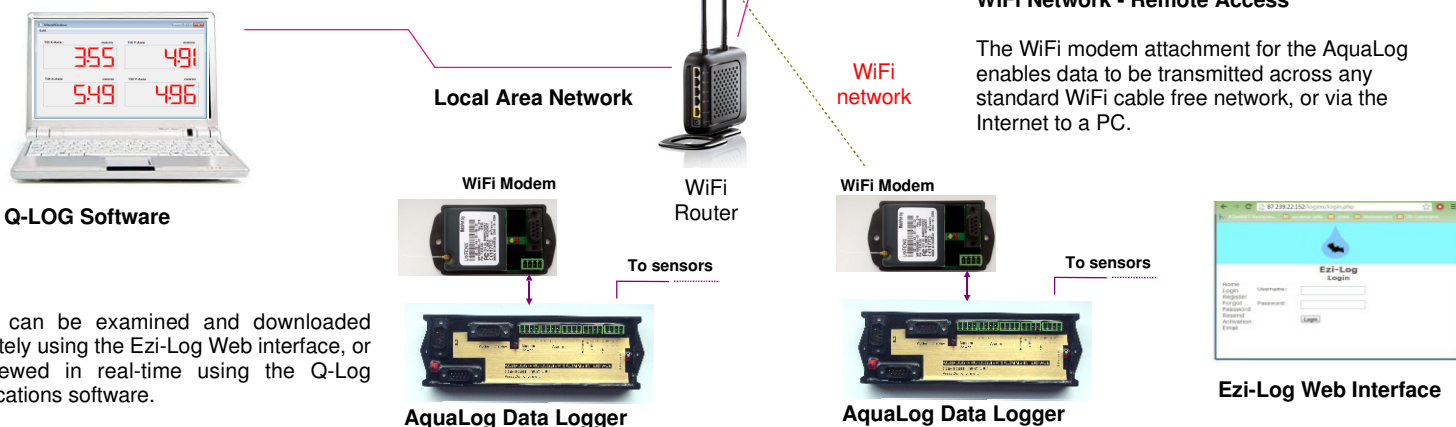 WiFi Network - Remote Access
The WiFi modem attachment for the AquaLog
enables data to be transmitted across any
standard WiFi cable free network, or via the
Internet to a PC.
3.55
4.91
5.49
4.96
Q-LOG Software
Local Area Network
WiFi
network
WiFi
Router
WiFi Modem
To sensors
AquaLog Data Logger
WiFi Modem
To sensors
AquaLog Data Logger
can be examined and downloaded
tely using the Ezi-Log Web interface, or
ewed in real-time using the Q-Log
cations software.
Ezi-Log
Login
Home
Login
Register
Forgot
Password
Resend
Activation
Email
Username:
Password:
Login
Ezi-Log Web Interface